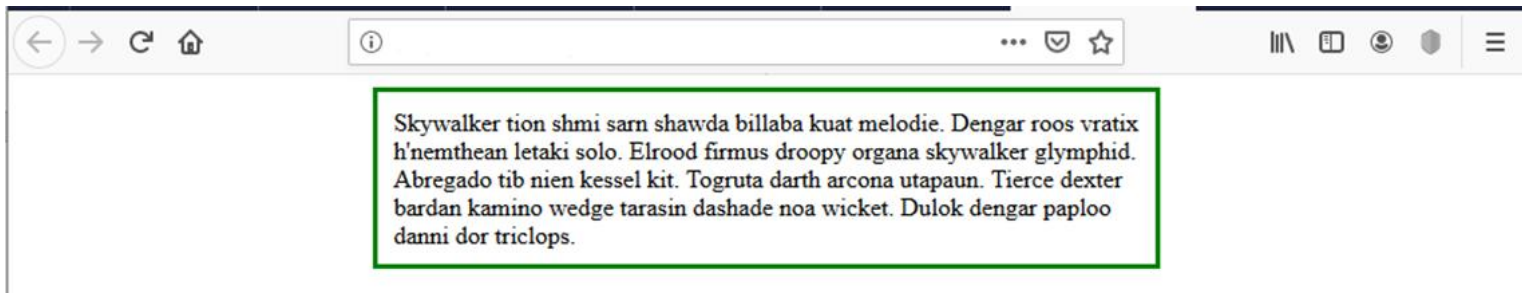 Skywalker tion shmi sarn shawda billaba kuat melodie. Dengar roos vratix
h'nemthean letaki solo. Elrood firmus droopy organa skywalker glymphid.
Abregado tib nien kessel kit. Togruta darth arcona utapaun. Tierce dexter
bardan kamino wedge tarasin dashade noa wicket. Dulok dengar paploo
danni dor triclops.